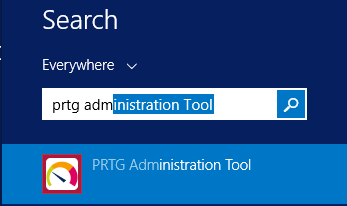 Search
Everywhere
prtg administration Tool
PRTG Administration Tool